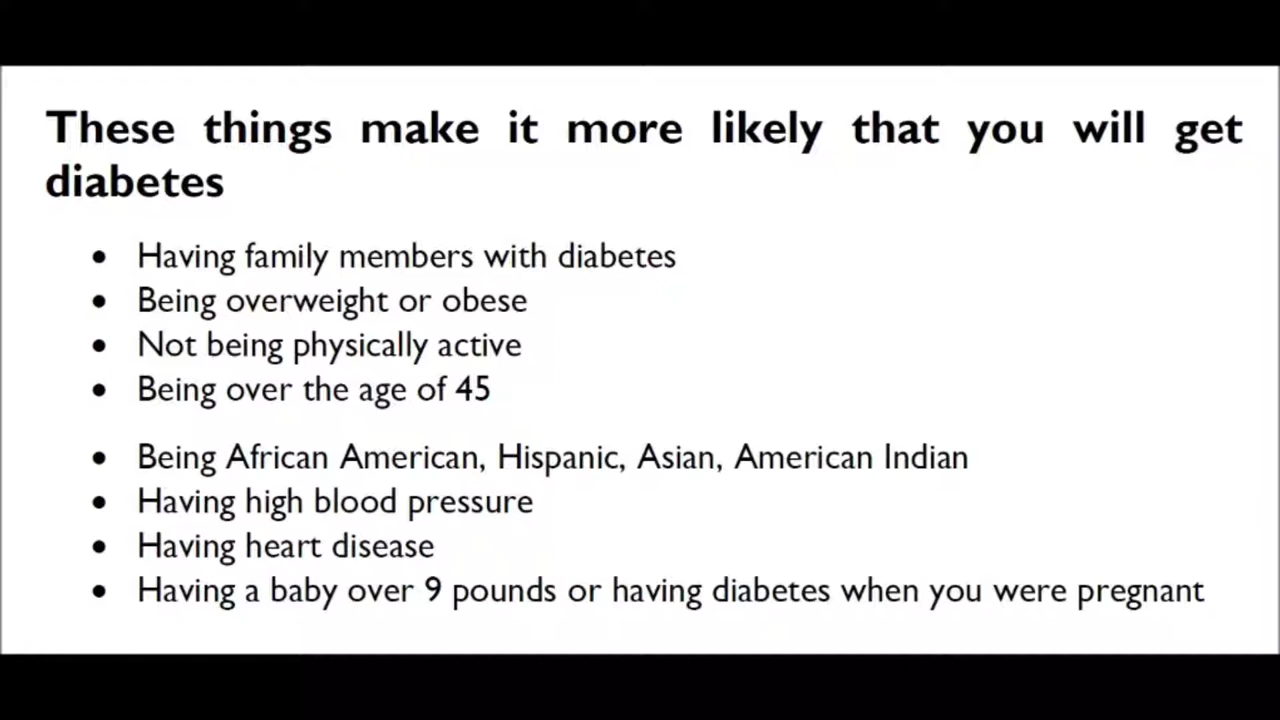 These things make it more likely that you will get
diabetes
• Having family members with diabetes
• Being overweight or obese
• Not being physically active
• Being over the age of 45
• Being African American, Hispanic, Asian, American Indian
• Having high blood pressure
• Having heart disease
• Having a baby over 9 pounds or having diabetes when you were pregnant